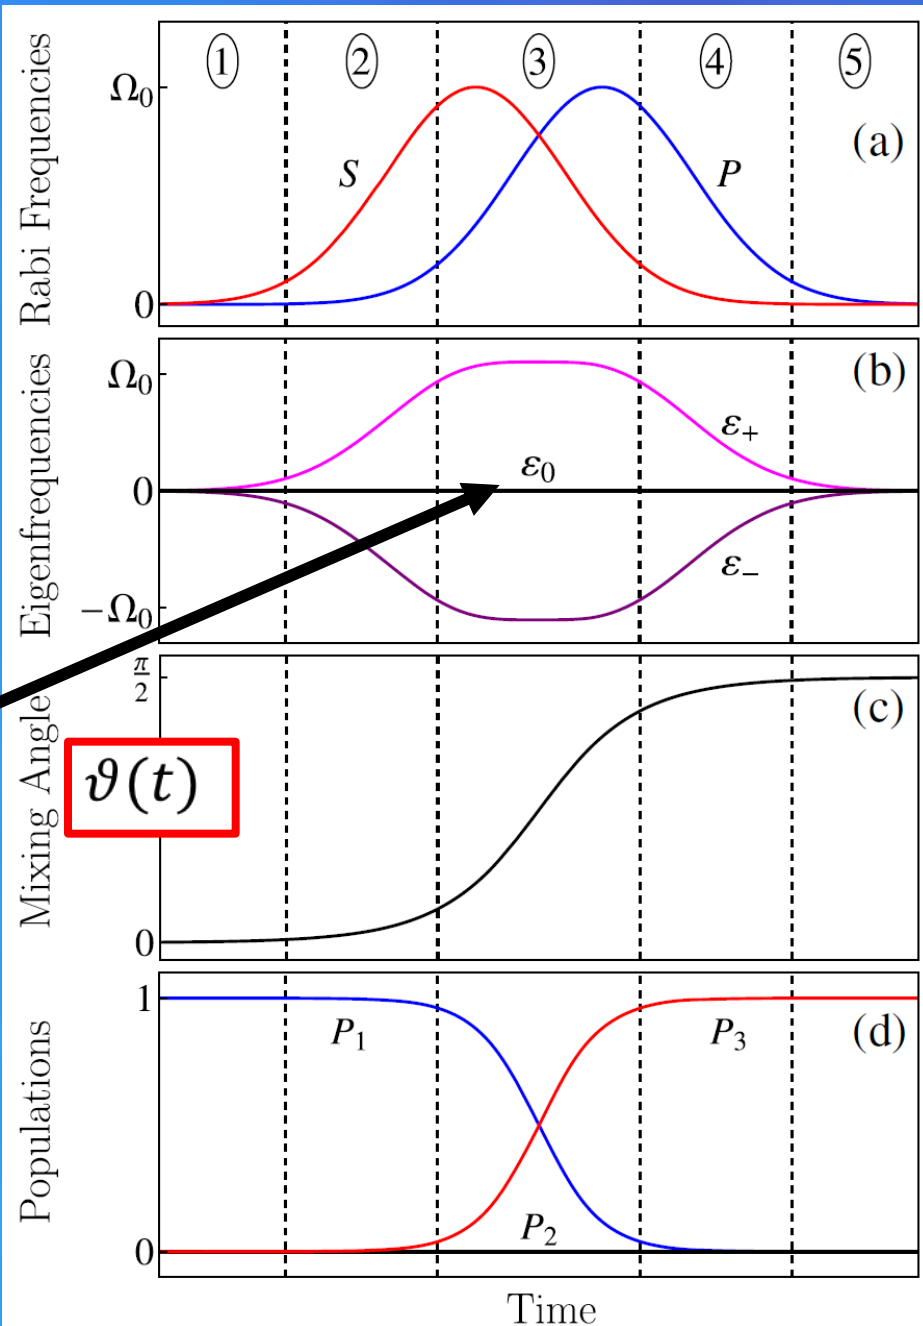 Rabi Frequencies
① ② ③ ④ ⑤
Ω₀
0
S
P
(a)
Eigenfrequencies
Ω₀
0
−Ω₀
ε₊
ε₀
ε₋
(b)
Mixing Angle
π/2
0
ϑ(t)
(c)
Populations
1
0
P₁
P₃
P₂
(d)
Time